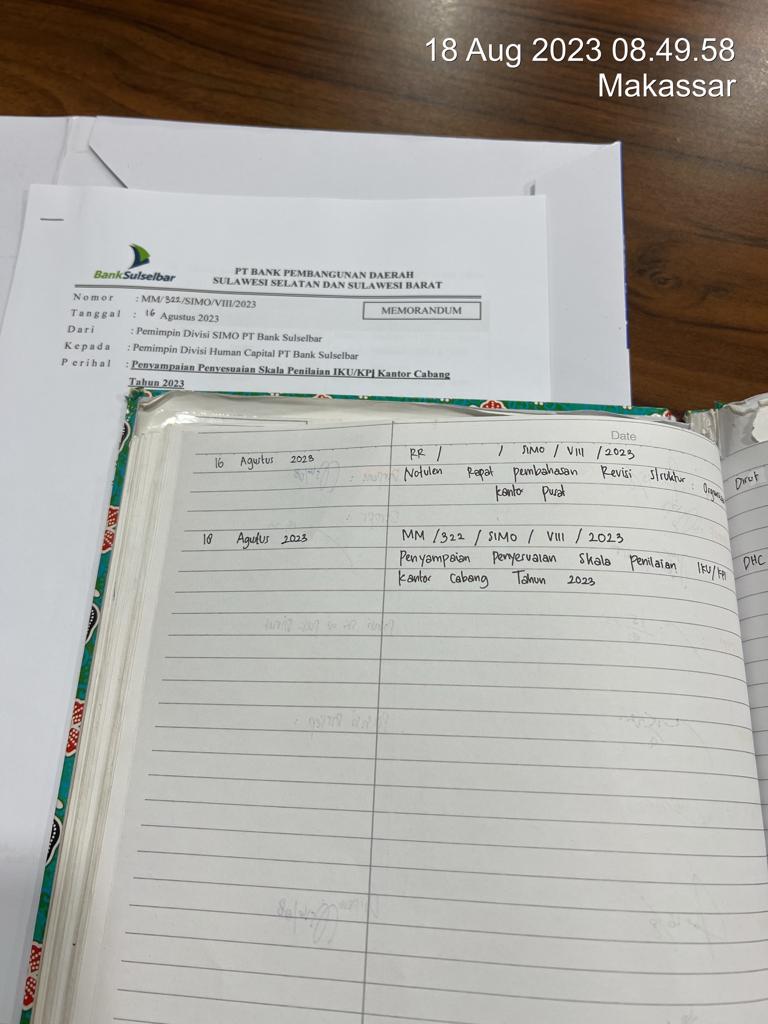 18 Aug 2023 08.49.58
Makassar
BankSulselbar
PT BANK PEMBANGUNAN DAERAH
SULAWESI SELATAN DAN SULAWESI BARAT
Nomor : MM/322/SIMO/VIII/2023
MEMORANDUM
Tanggal : 16 Agustus 2023
Dari : Pemimpin Divisi SIMO PT Bank Sulselbar
Kepada : Pemimpin Divisi Human Capital PT Bank Sulselbar
Perihal : Penyampaian Penyesuaian Skala Penilaian IKU/KPI Kantor Cabang
Tahun 2023
Date
16 Agustus 2023 RR / / SIMO / VIII / 2023
Notulen Rapat pembahasan Revisi struktur : Dirut
kantor Pusat
18 Agustus 2023 MM / 322 / SIMO / VIII / 2023
Penyampaian Penyesuaian Skala penilaian IKU/KPI DHC
kantor Cabang Tahun 2023